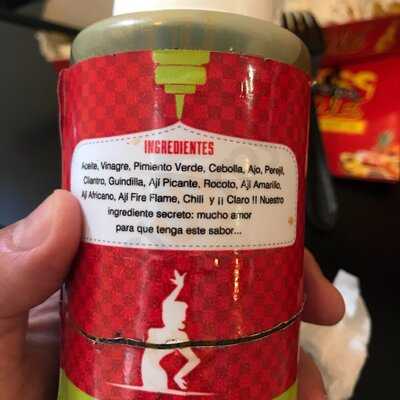 INGREDIENTES
Aceite, Vinagre, Pimiento Verde, Cebolla, Ajo, Perejil,
Cilantro, Guindilla, Ají Picante, Rocoto, Ají Amarillo,
Ají Africano, Ají Fire Flame, Chili y ¡¡ Claro !! Nuestro
ingrediente secreto: mucho amor
para que tenga este sabor...